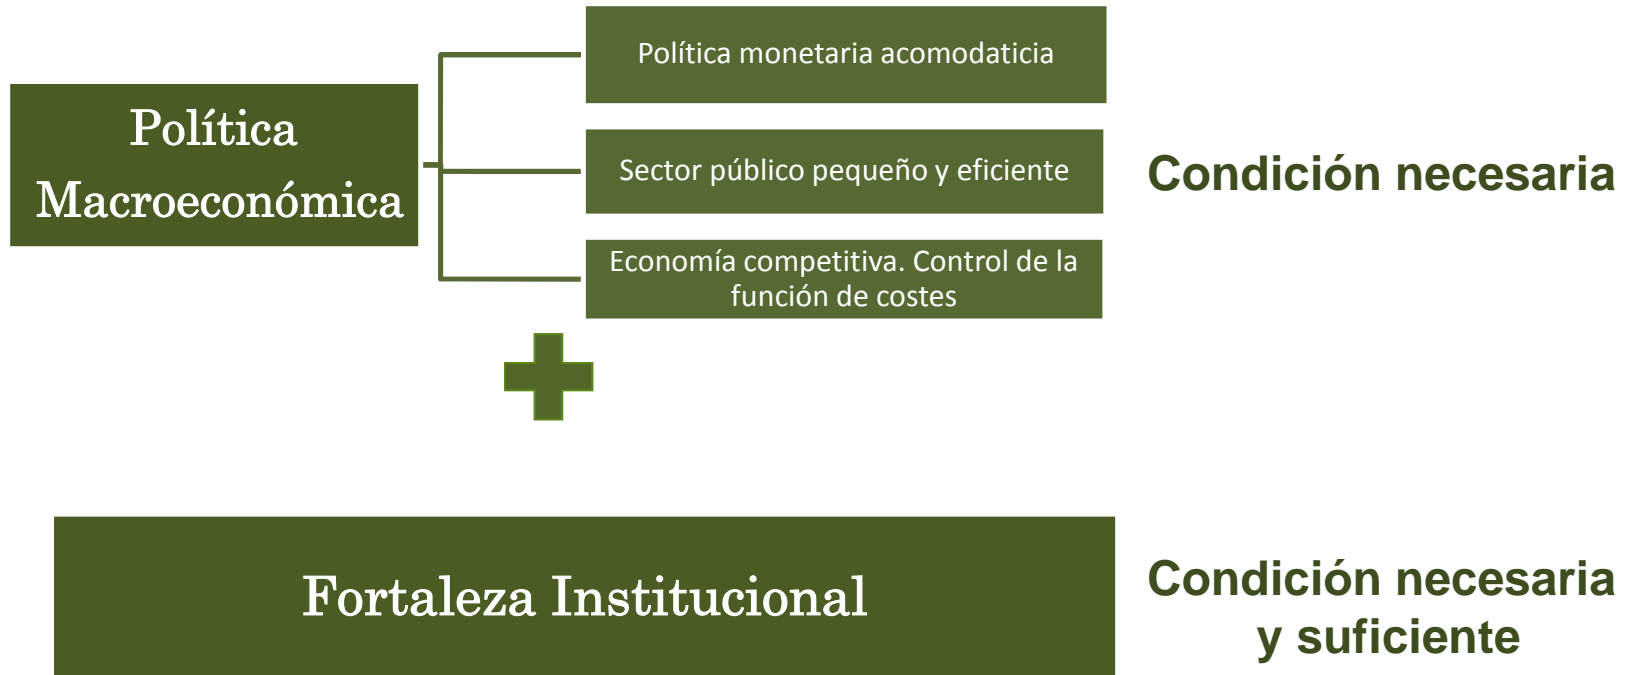 Política monetaria acomodaticia
Política
Macroeconómica
Sector público pequeño y eficiente
Condición necesaria
Economía competitiva. Control de la
función de costes
Fortaleza Institucional
Condición necesaria
y suficiente